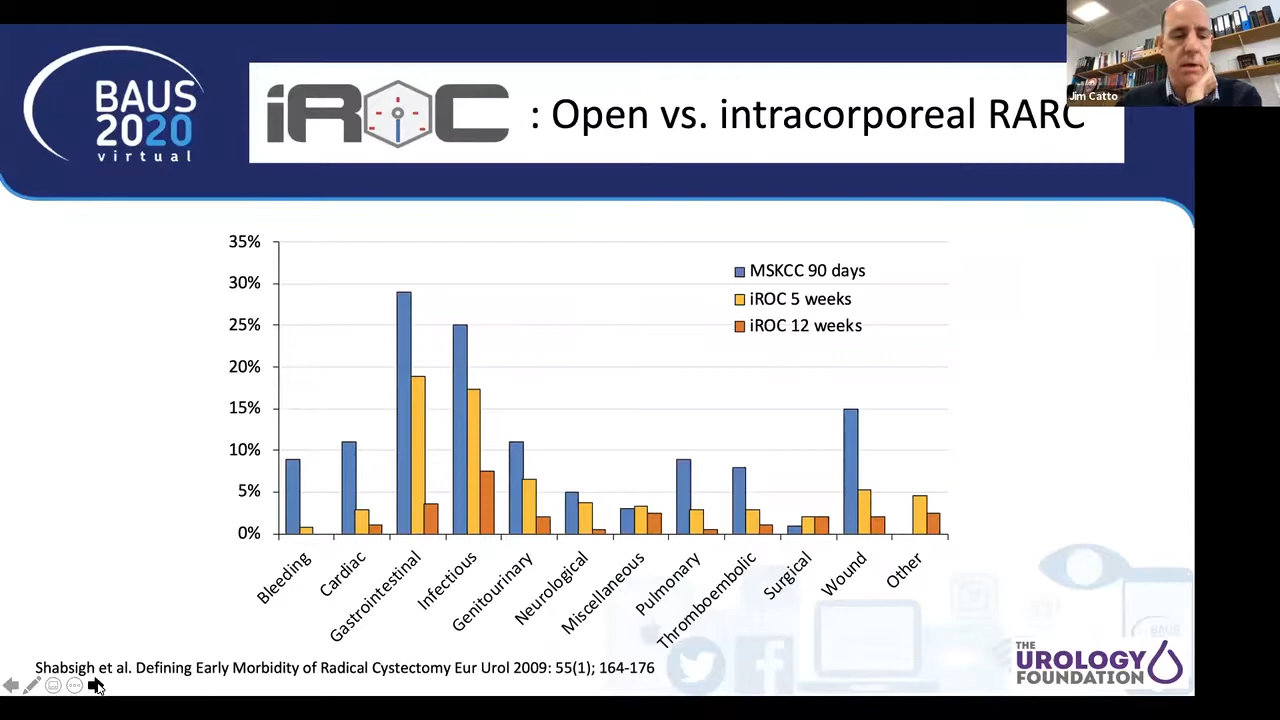 BAUS
2020
virtual
iROC : Open vs. intracorporeal RARC
Jim Catto
35%
30%
25%
20%
15%
10%
5%
0%
MSKCC 90 days
iROC 5 weeks
iROC 12 weeks
Bleeding
Cardiac
Gastrointestinal
Infectious
Genitourinary
Neurological
Miscellaneous
Pulmonary
Thromboembolic
Surgical
Wound
Other
Shabsigh et al. Defining Early Morbidity of Radical Cystectomy Eur Urol 2009: 55(1); 164-176
BAUS
THE
UROLOGY
FOUNDATION